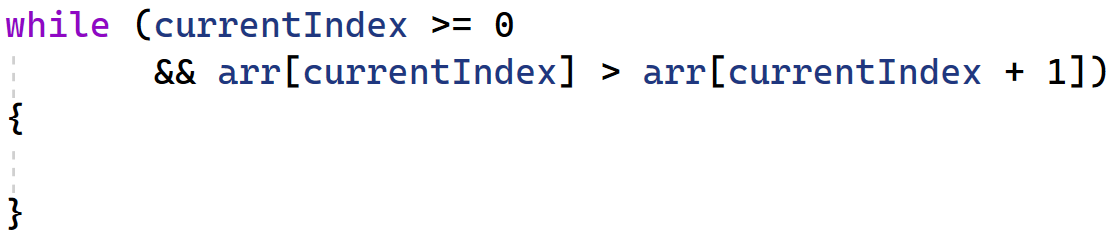 while (currentIndex >= 0
&& arr[currentIndex] > arr[currentIndex + 1])
{
}